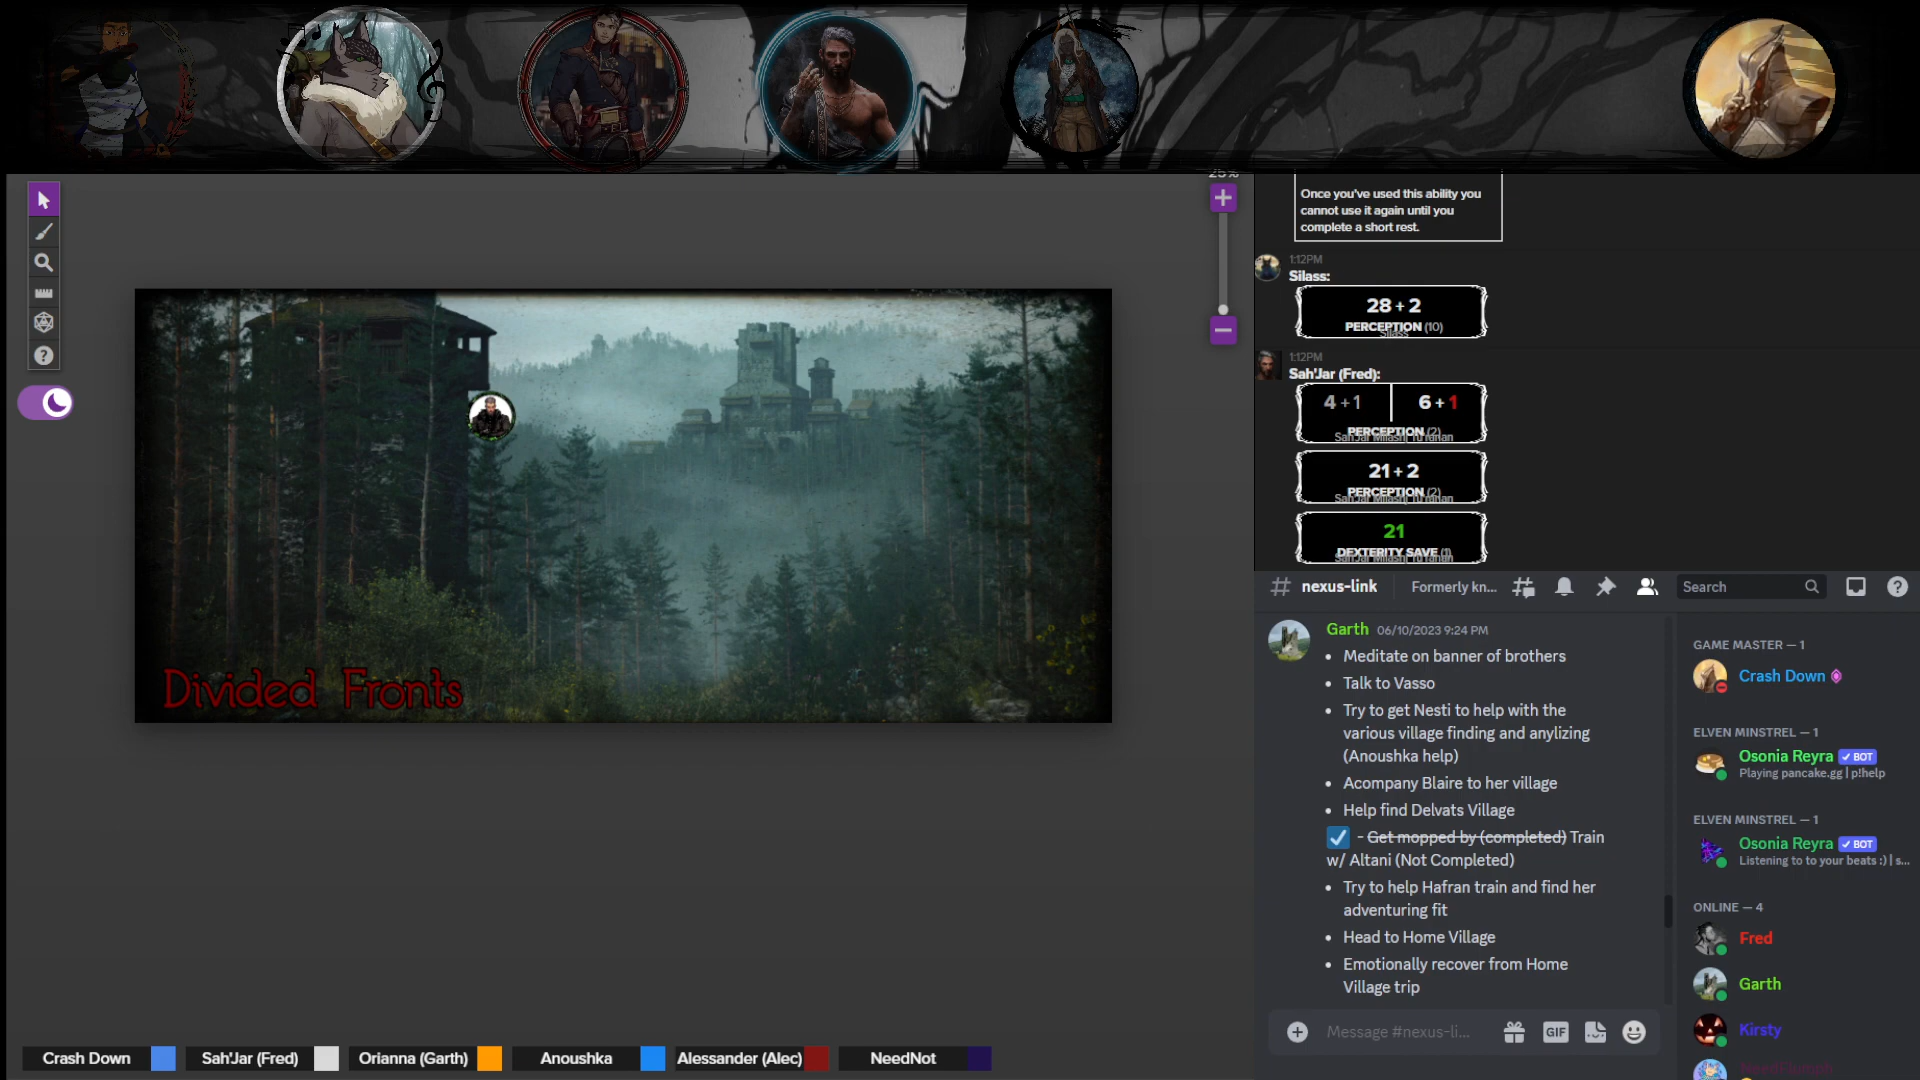 Once you've used this ability you
cannot use it again until you
complete a short rest.
1:12PM
Silass:
28 + 2
PERCEPTION (10)
Silass
1:12PM
Sah'Jar (Fred):
4 + 1
6 + 1
PERCEPTION (2)
21 + 2
PERCEPTION (2)
21
DEXTERITY SAVE (1)
Divided Fronts
# nexus-link
Formerly kn...
Search
Garth 06/10/2023 9:24 PM
• Meditate on banner of brothers
• Talk to Vasso
• Try to get Nesti to help with the
various village finding and anylizing
(Anoushka help)
• Acompany Blaire to her village
• Help find Delvats Village
- Get mopped by (completed) Train
w/ Altani (Not Completed)
• Try to help Hafran train and find her
adventuring fit
• Head to Home Village
• Emotionally recover from Home
Village trip
Message #nexus-li...
GIF
GAME MASTER — 1
Crash Down
ELVEN MINSTREL — 1
Osonia Reyra ✓ BOT
Playing pancake.gg | p!help
ELVEN MINSTREL — 1
Osonia Reyra ✓ BOT
Listening to to your beats :) | s...
ONLINE — 4
Fred
Garth
Kirsty
Crash Down
Sah'Jar (Fred)
Orianna (Garth)
Anoushka
Alessander (Alec)
NeedNot